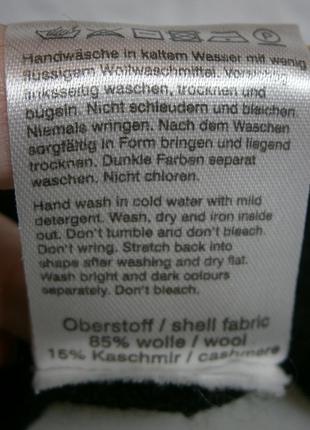 Handwäsche in kaltem Wasser mit wenig
flüssigem Wollwaschmittel. Vorsichtig
linksseitig waschen, trocknen und
bügeln. Nicht schleudern und bleichen.
Niemals wringen. Nach dem Waschen
sorgfältig in Form bringen und liegend
trocknen. Dunkle Farben separat
waschen. Nicht chloren.
Hand wash in cold water with mild
detergent. Wash, dry and iron inside
out. Don't tumble and don't bleach.
Don't wring. Stretch back into
shape after washing and dry flat.
Wash bright and dark colours
separately. Don't bleach.
Oberstoff / shell fabric
85% wolle / wool
15% Kaschmir / cashmere